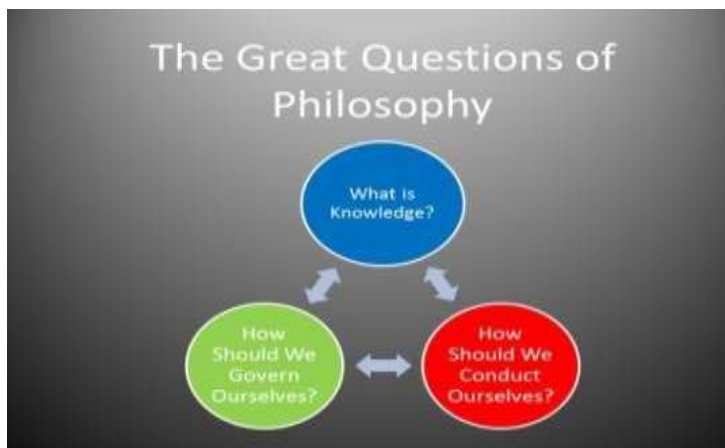 The Great Questions of
Philosophy
What is
Knowledge?
How
Should We
Govern
Ourselves?
How
Should We
Conduct
Ourselves?